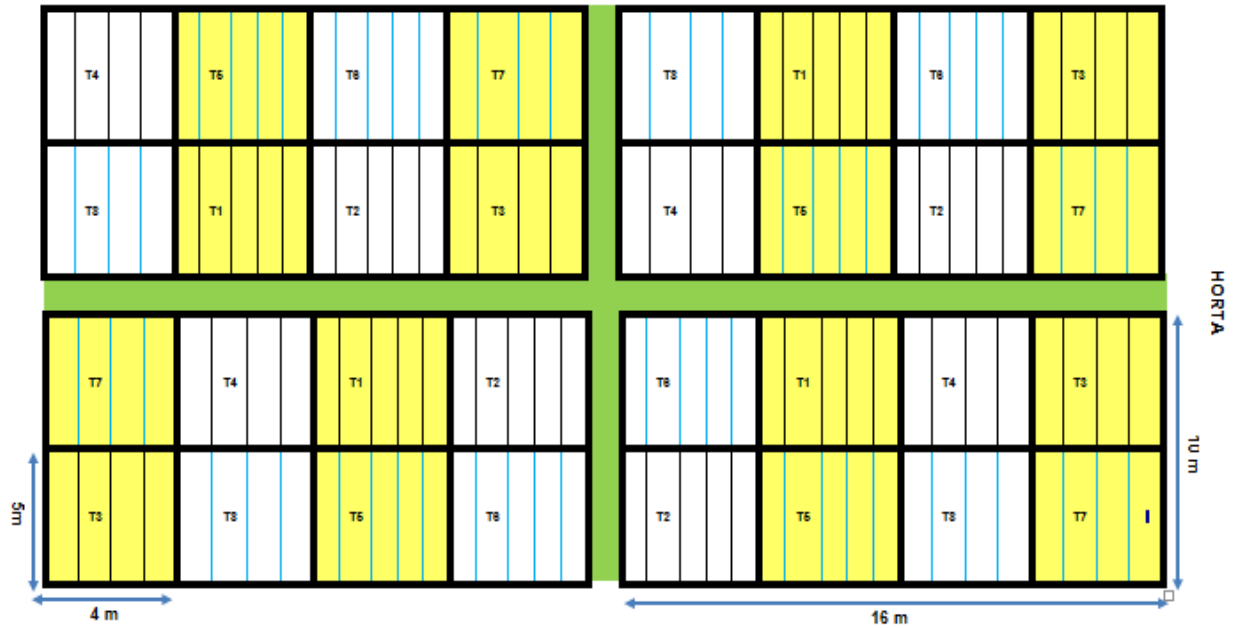 T4 T5 T6 T7 T8 T1 T6 T3
T8 T1 T2 T3 T4 T5 T2 T7
HORTA
T7 T4 T1 T2 T6 T1 T4 T3
10 m
5m
T3 T8 T5 T6 T2 T5 T8 T7
4 m
16 m